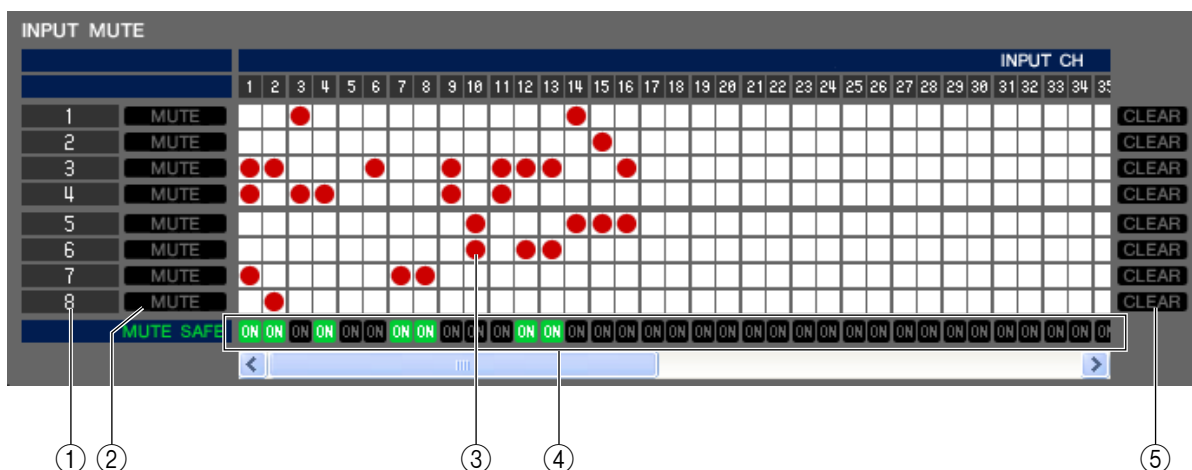 INPUT MUTE
INPUT CH
1 2 3 4 5 6 7 8 9 10 11 12 13 14 15 16 17 18 19 20 21 22 23 24 25 26 27 28 29 30 31 32 33 34 35
1 MUTE CLEAR
2 MUTE CLEAR
3 MUTE CLEAR
4 MUTE CLEAR
5 MUTE CLEAR
6 MUTE CLEAR
7 MUTE CLEAR
8 MUTE CLEAR
MUTE SAFE ON ON ON ON ON ON ON ON ON ON ON ON ON ON ON ON ON ON ON ON ON ON ON ON ON ON ON ON ON ON ON ON ON ON ON
① ② ③ ④ ⑤